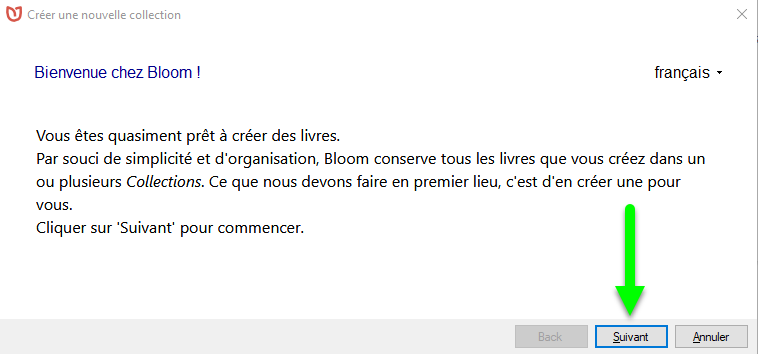 Créer une nouvelle collection
Bienvenue chez Bloom !
français
Vous êtes quasiment prêt à créer des livres.
Par souci de simplicité et d'organisation, Bloom conserve tous les livres que vous créez dans un
ou plusieurs Collections. Ce que nous devons faire en premier lieu, c'est d'en créer une pour
vous.
Cliquer sur 'Suivant' pour commencer.
Back
Suivant
Annuler